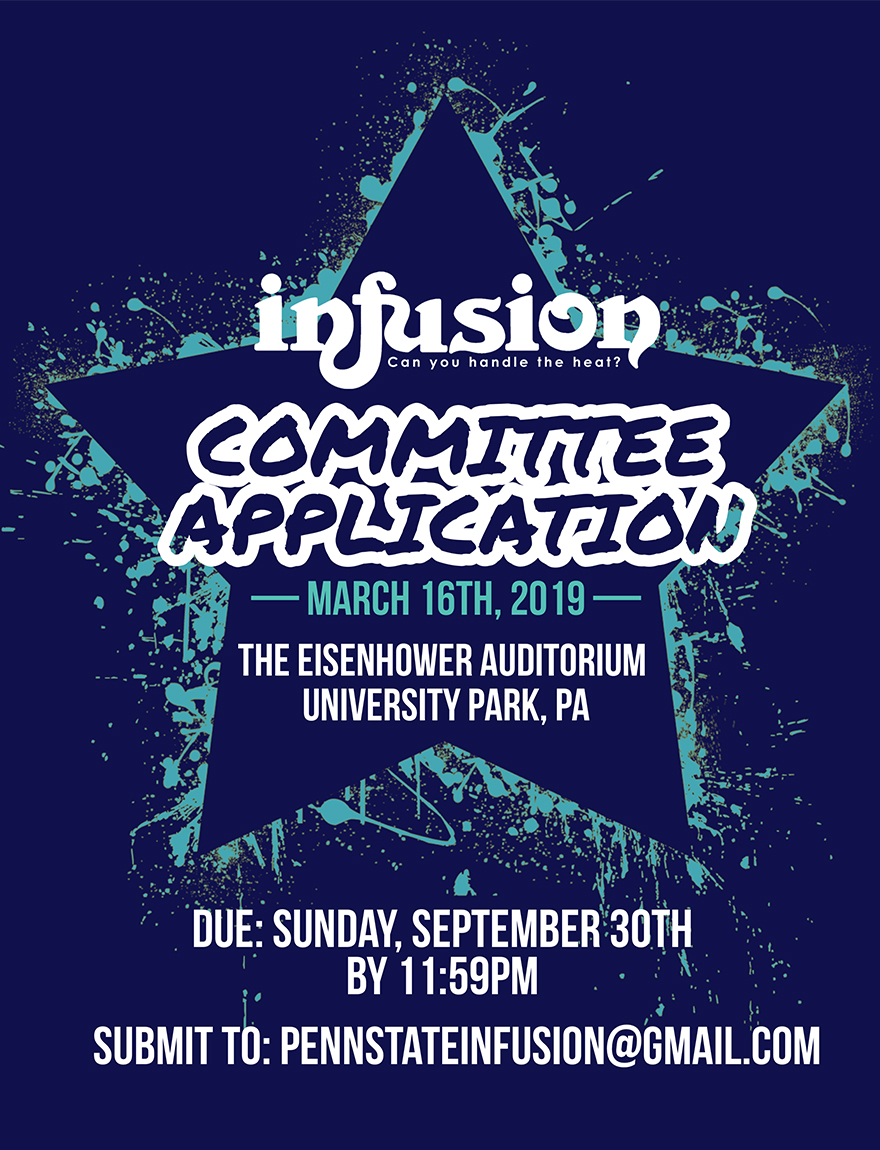 infusion
Can you handle the heat?
COMMITTEE
APPLICATION
MARCH 16TH, 2019
THE EISENHOWER AUDITORIUM
UNIVERSITY PARK, PA
DUE: SUNDAY, SEPTEMBER 30TH
BY 11:59PM
SUBMIT TO: PENNSTATEINFUSION@GMAIL.COM